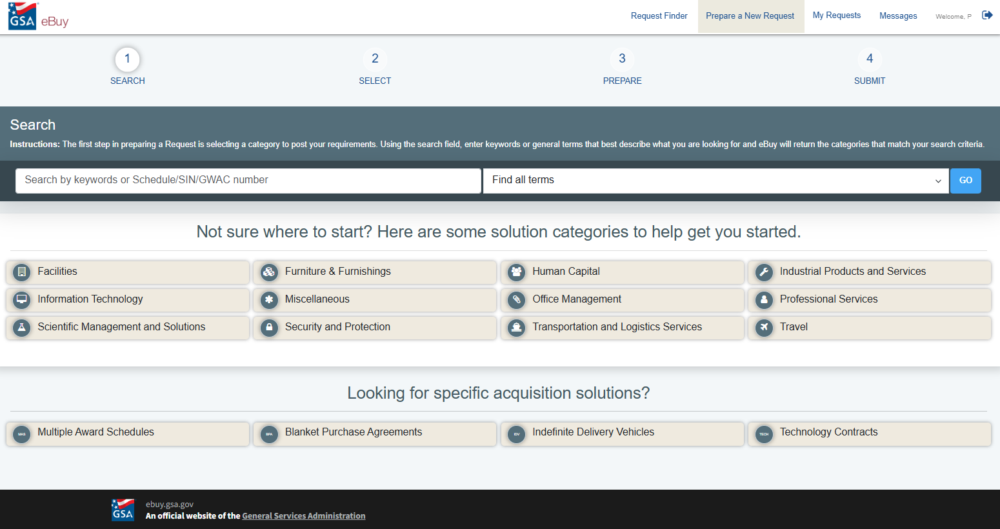 GSA eBuy
Request Finder
Prepare a New Request
My Requests
Messages
Welcome, P
1
SEARCH
2
SELECT
3
PREPARE
4
SUBMIT
Search
Instructions: The first step in preparing a Request is selecting a category to post your requirements. Using the search field, enter keywords or general terms that best describe what you are looking for and eBuy will return the categories that match your search criteria.
Search by keywords or Schedule/SIN/GWAC number
Find all terms
GO
Not sure where to start? Here are some solution categories to help get you started.
Facilities
Furniture & Furnishings
Human Capital
Industrial Products and Services
Information Technology
Miscellaneous
Office Management
Professional Services
Scientific Management and Solutions
Security and Protection
Transportation and Logistics Services
Travel
Looking for specific acquisition solutions?
MAS Multiple Award Schedules
BPA Blanket Purchase Agreements
IDV Indefinite Delivery Vehicles
TECH Technology Contracts
GSA
ebuy.gsa.gov
An official website of the General Services Administration